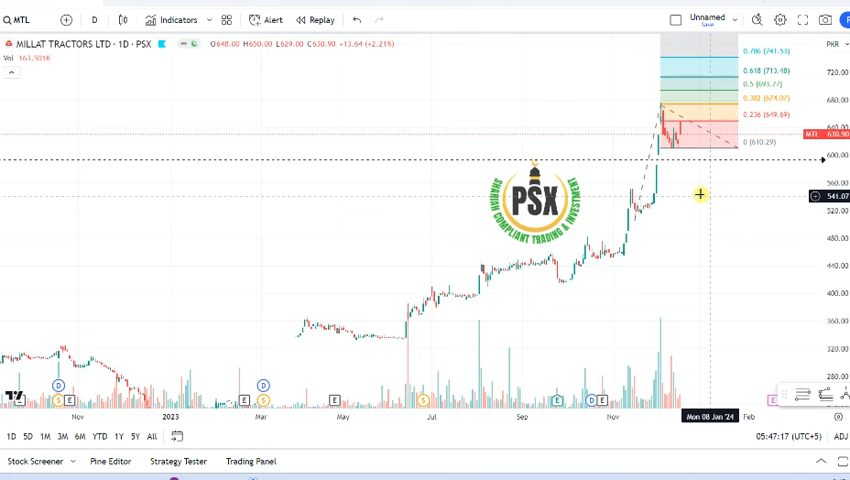 MTL
D
Indicators
Alert
Replay
Unnamed
Save
MILLAT TRACTORS LTD · 1D · PSX
O648.00 H650.00 L629.00 C630.90 +13.64 (+2.21%)
PKR
Vol 163.501K
0.786 (741.53)
720.00
0.618 (713.48)
0.5 (693.77)
0.382 (674.07)
680.00
0.236 (649.69)
640.00
MTL 630.90
0 (610.29)
600.00
560.00
541.07
520.00
480.00
440.00
400.00
360.00
320.00
280.00
PSX
SHARIAH COMPLIANT TRADING & INVESTMENT
D
D
S E
E
S
E
S
E
D E
E
Nov
2023
Mar
May
Jul
Sep
Nov
Mon 08 Jan '24
Feb
1D 5D 1M 3M 6M YTD 1Y 5Y All
05:47:17 (UTC+5)
ADJ
Stock Screener
Pine Editor
Strategy Tester
Trading Panel